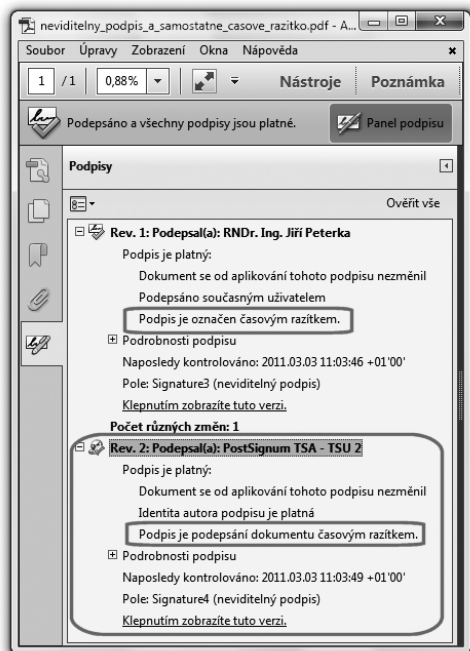 neviditelny_podpis_a_samostatne_casove_razitko.pdf - A...
Soubor Úpravy Zobrazení Okna Nápověda
1 / 1 0,88% Nástroje Poznámka
Podepsáno a všechny podpisy jsou platné. Panel podpisu
Podpisy
Ověřit vše
Rev. 1: Podepsal(a): RNDr. Ing. Jiří Peterka
Podpis je platný:
Dokument se od aplikování tohoto podpisu nezměnil
Podepsáno současným uživatelem
Podpis je označen časovým razítkem.
Podrobnosti podpisu
Naposledy kontrolováno: 2011.03.03 11:03:46 +01'00'
Pole: Signature3 (neviditelný podpis)
Klepnutím zobrazíte tuto verzi.
Počet různých změn: 1
Rev. 2: Podepsal(a): PostSignum TSA - TSU 2
Podpis je platný:
Dokument se od aplikování tohoto podpisu nezměnil
Identita autora podpisu je platná
Podpis je podepsání dokumentu časovým razítkem.
Podrobnosti podpisu
Naposledy kontrolováno: 2011.03.03 11:03:49 +01'00'
Pole: Signature4 (neviditelný podpis)
Klepnutím zobrazíte tuto verzi.